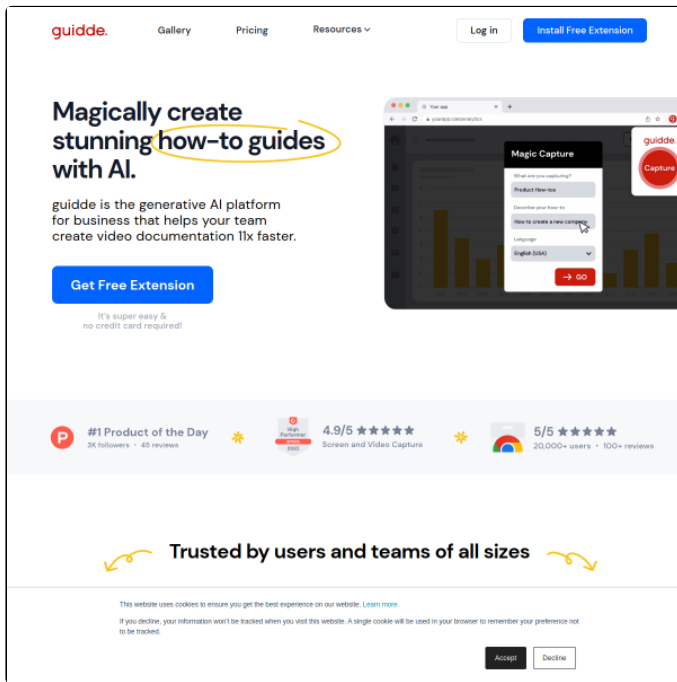 guidde.
Gallery
Pricing
Resources
Log in
Install Free Extension
Magically create
stunning how-to guides
with AI.
guidde is the generative AI platform
for business that helps your team
create video documentation 11x faster.
Get Free Extension
It's super easy &
no credit card required!
Your app
yourapp.com/analytics
guidde.
Capture
Magic Capture
What are you capturing?
Product How-tos
Describe your how-to
How to create a new company
Language
English (USA)
GO
#1 Product of the Day
3K followers • 45 reviews
High
Performer
2023
4.9/5 ★★★★★
Screen and Video Capture
5/5 ★★★★★
20,000+ users • 100+ reviews
Trusted by users and teams of all sizes
This website uses cookies to ensure you get the best experience on our website. Learn more.
If you decline, your information won't be tracked when you visit this website. A single cookie will be used in your browser to remember your preference not
to be tracked.
Accept
Decline